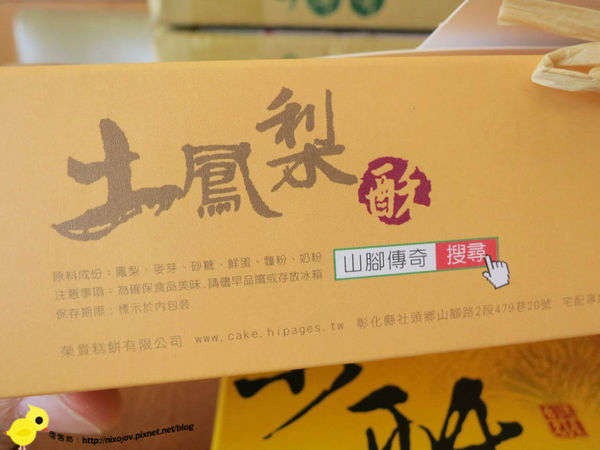 土鳳梨酥
原料成份：鳳梨、麥芽、砂糖、鮮蛋、麵粉、奶粉
注意事項：為確保食品美味,請儘早品嚐或存放冰箱
保存期限：標示於內包裝
山腳傳奇 搜尋
榮貴糕餅有限公司 www.cake.hipages.tw 彰化縣社頭鄉山腳路2段479巷20號 宅配專
http://nixojov.pixnet.net/blog